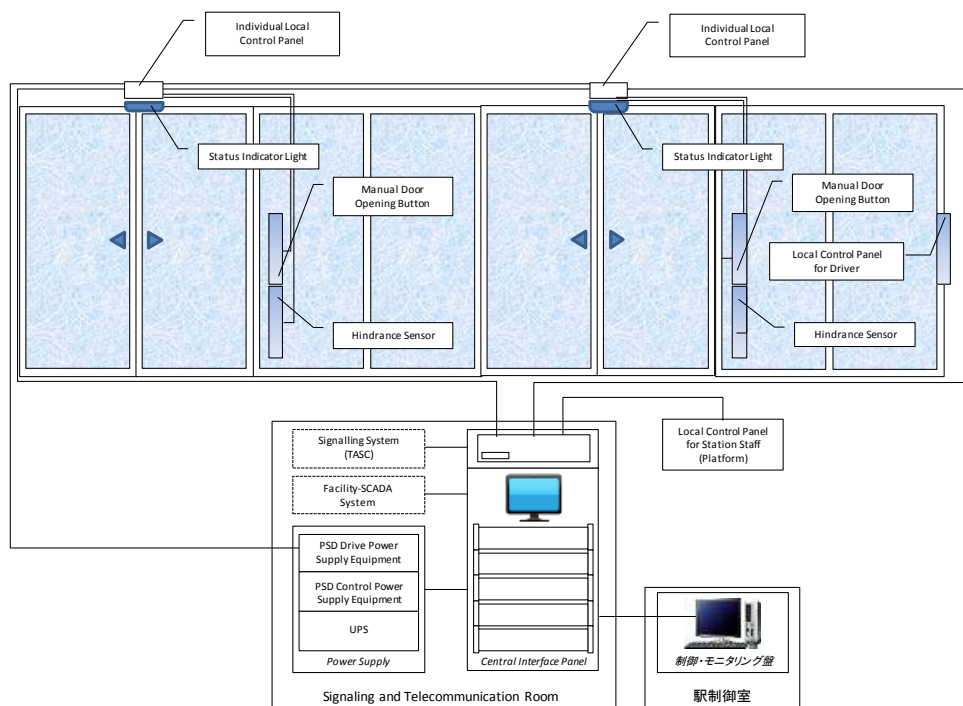 Individual Local
Control Panel
Individual Local
Control Panel
Status Indicator Light
Status Indicator Light
Manual Door
Opening Button
Manual Door
Opening Button
Local Control Panel
for Driver
Hindrance Sensor
Hindrance Sensor
Signalling System
(TASC)
Local Control Panel
for Station Staff
(Platform)
Facility-SCADA
System
PSD Drive Power
Supply Equipment
PSD Control Power
Supply Equipment
UPS
Power Supply
Central Interface Panel
制御・モニタリング盤
Signaling and Telecommunication Room
駅制御室